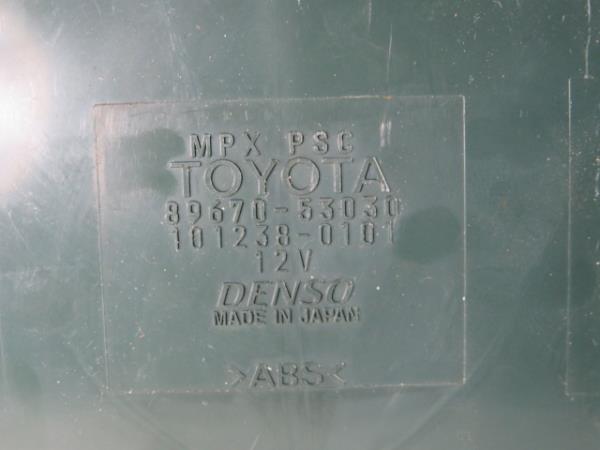 MPX PSC
TOYOTA
89670-53030
101238-0101
12V
DENSO
MADE IN JAPAN
>ABS<